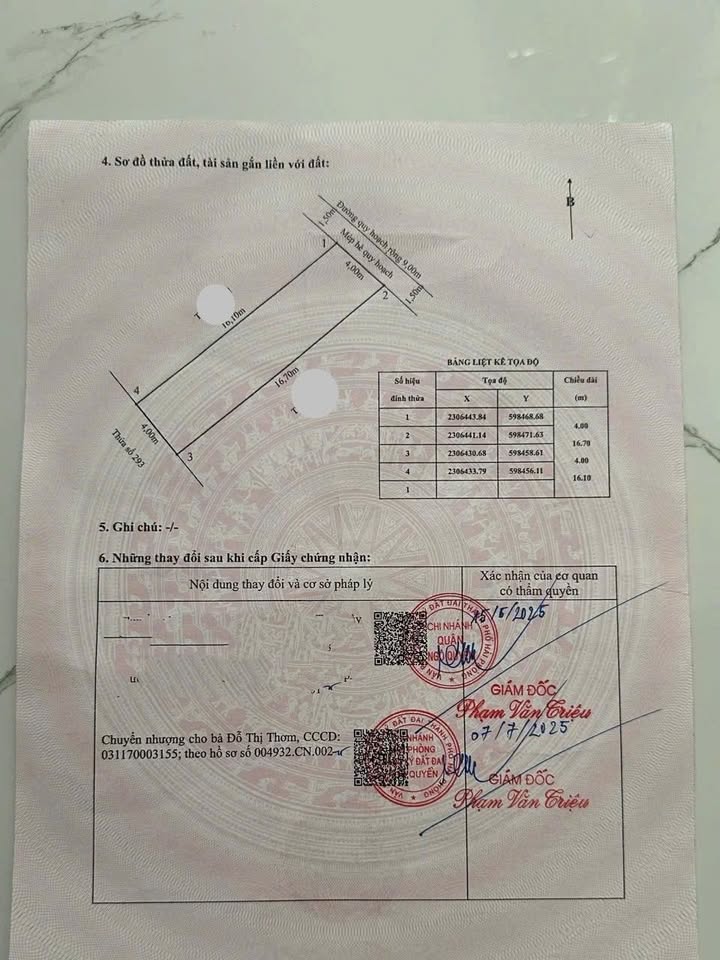 4. Sơ đồ thửa đất, tài sản gắn liền với đất:
B
Đường quy hoạch rộng 9,00m
Mép hè quy hoạch
1,50m
1,50m
1
4,00m
2
16,10m
16,70m
4
4,00m
3
Thửa số 293
BẢNG LIỆT KÊ TỌA ĐỘ
Số hiệu đỉnh thửa Tọa độ Chiều dài (m)
X Y
1 2306443.84 598468.68
4.00
2 2306441.14 598471.63
16.70
3 2306430.68 598458.61
4.00
4 2306433.79 598456.11
16.10
1
5. Ghi chú: -/-
6. Những thay đổi sau khi cấp Giấy chứng nhận:
Nội dung thay đổi và cơ sở pháp lý
Xác nhận của cơ quan
có thẩm quyền
CHI NHÁNH
QUẬN
GIÁM ĐỐC
Phạm Văn Triệu
07/7/2025
Chuyển nhượng cho bà Đỗ Thị Thơm, CCCD:
031170003155; theo hồ sơ số 004932.CN.002
GIÁM ĐỐC
Phạm Văn Triệu